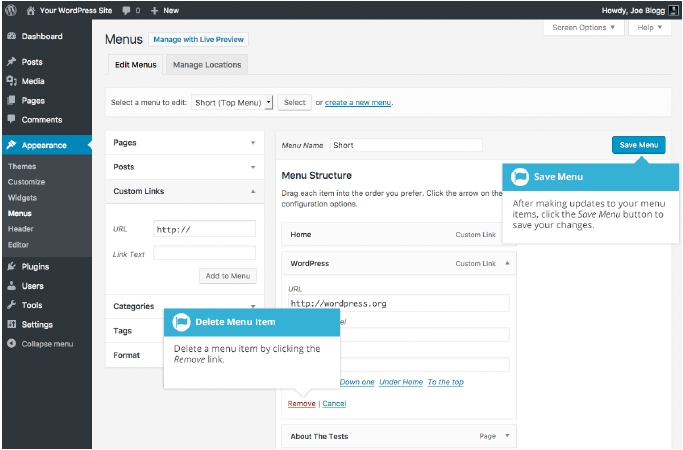 Your WordPress Site 0 + New Howdy, Joe Blogg
Dashboard
Posts
Media
Pages
Comments
Appearance
Themes
Customize
Widgets
Menus
Header
Editor
Plugins
Users
Tools
Settings
Collapse menu
Screen Options ▼ Help ▼
Menus Manage with Live Preview
Edit Menus Manage Locations
Select a menu to edit: Short (Top Menu) Select or create a new menu.
Pages
Posts
Custom Links
URL http://
Link Text
Add to Menu
Categories
Tags
Format
Menu Name Short Save Menu
Menu Structure
Drag each item into the order you prefer. Click the arrow on the
configuration options.
Home Custom Link
WordPress Custom Link
URL
http://wordpress.org
Down one Under Home To the top
Remove | Cancel
About The Tests Page
Save Menu
After making updates to your menu
items, click the Save Menu button to
save your changes.
Delete Menu Item
Delete a menu item by clicking the
Remove link.